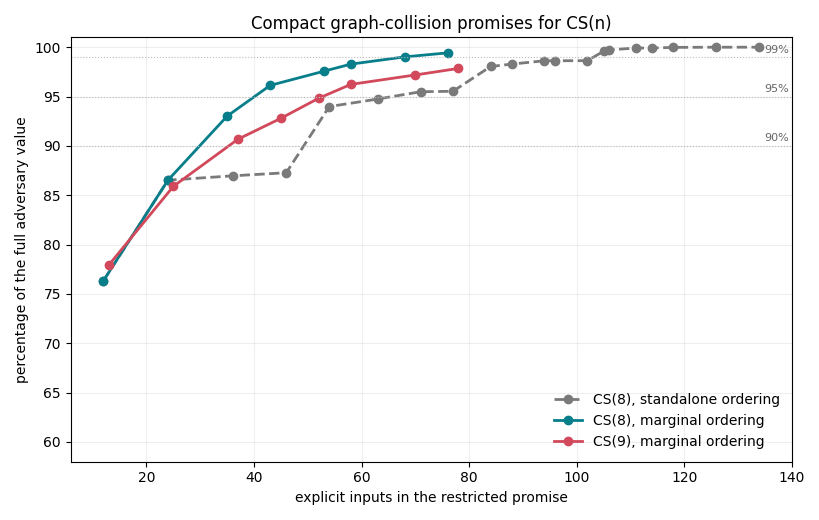 Compact graph-collision promises for CS(n)
percentage of the full adversary value
100
95
90
85
80
75
70
65
60
99%
95%
90%
CS(8), standalone ordering
CS(8), marginal ordering
CS(9), marginal ordering
20 40 60 80 100 120 140
explicit inputs in the restricted promise